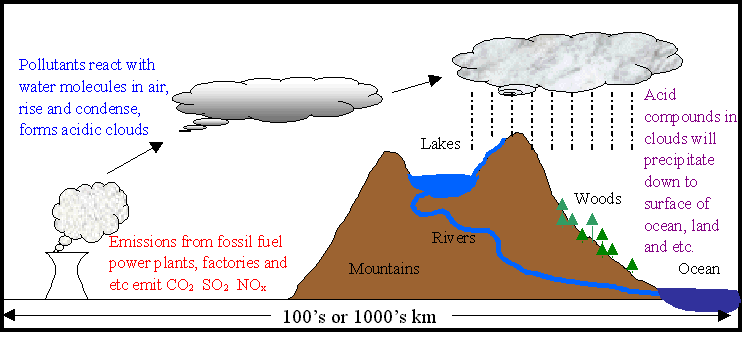 Pollutants react with
water molecules in air,
rise and condense,
forms acidic clouds
Acid
compounds in
clouds will
precipitate
down to
surface of
ocean, land
and etc.
Lakes
Woods
Rivers
Mountains
Ocean
Emissions from fossil fuel
power plants, factories and
etc emit CO₂ SO₂ NOₓ
100's or 1000's km